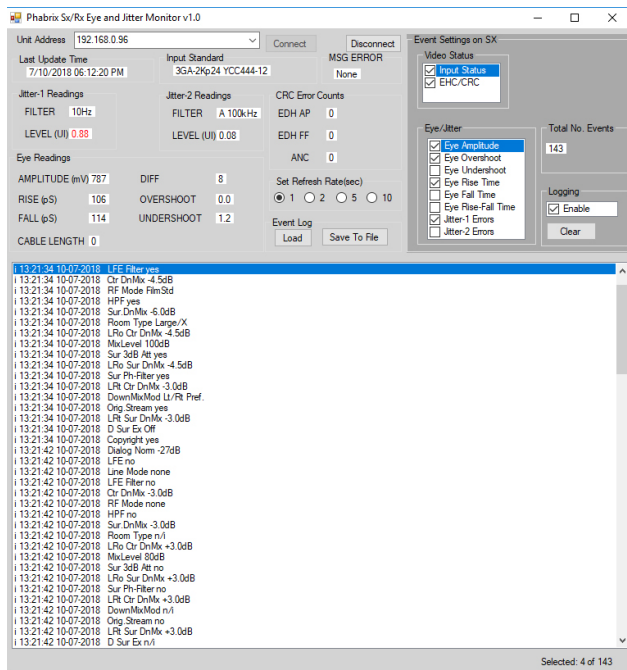 Phabrix Sx/Rx Eye and Jitter Monitor v1.0
Unit Address 192.168.0.96 Connect Disconnect
Last Update Time
7/10/2018 06:12:20 PM
Input Standard
3GA-2Kp24 YCC444-12
MSG ERROR
None
Jitter-1 Readings
FILTER 10Hz
LEVEL (UI) 0.88
Jitter-2 Readings
FILTER A 100kHz
LEVEL (UI) 0.08
CRC Error Counts
EDH AP 0
EDH FF 0
ANC 0
Eye Readings
AMPLITUDE (mV) 787 DIFF 8
RISE (pS) 106 OVERSHOOT 0.0
FALL (pS) 114 UNDERSHOOT 1.2
CABLE LENGTH 0
Set Refresh Rate(sec)
1 2 5 10
Event Log
Load Save To File
Event Settings on SX
Video Status
Input Status
EHC/CRC
Eye/Jitter
Eye Amplitude
Eye Overshoot
Eye Undershoot
Eye Rise Time
Eye Fall Time
Eye Rise-Fall Time
Jitter-1 Errors
Jitter-2 Errors
Total No. Events
143
Logging
Enable
Clear
i 13:21:34 10-07-2018 LFE Filter yes
i 13:21:34 10-07-2018 Ctr DnMix -4.5dB
i 13:21:34 10-07-2018 RF Mode FilmStd
i 13:21:34 10-07-2018 HPF yes
i 13:21:34 10-07-2018 Sur.DnMix -6.0dB
i 13:21:34 10-07-2018 Room Type Large/X
i 13:21:34 10-07-2018 LRo Ctr DnMx -4.5dB
i 13:21:34 10-07-2018 MixLevel 100dB
i 13:21:34 10-07-2018 Sur 3dB Att yes
i 13:21:34 10-07-2018 LRo Sur DnMx -4.5dB
i 13:21:34 10-07-2018 Sur Ph-Filter yes
i 13:21:34 10-07-2018 LRt Ctr DnMx -3.0dB
i 13:21:34 10-07-2018 DownMixMod Lt/Rt Pref.
i 13:21:34 10-07-2018 Orig.Stream yes
i 13:21:34 10-07-2018 LRt Sur DnMx -3.0dB
i 13:21:34 10-07-2018 D Sur Ex Off
i 13:21:34 10-07-2018 Copyright yes
i 13:21:42 10-07-2018 Dialog Norm -27dB
i 13:21:42 10-07-2018 LFE no
i 13:21:42 10-07-2018 Line Mode none
i 13:21:42 10-07-2018 LFE Filter no
i 13:21:42 10-07-2018 Ctr DnMix -3.0dB
i 13:21:42 10-07-2018 RF Mode none
i 13:21:42 10-07-2018 HPF no
i 13:21:42 10-07-2018 Sur.DnMix -3.0dB
i 13:21:42 10-07-2018 Room Type n/i
i 13:21:42 10-07-2018 LRo Ctr DnMx +3.0dB
i 13:21:42 10-07-2018 MixLevel 80dB
i 13:21:42 10-07-2018 Sur 3dB Att no
i 13:21:42 10-07-2018 LRo Sur DnMx +3.0dB
i 13:21:42 10-07-2018 Sur Ph-Filter no
i 13:21:42 10-07-2018 LRt Ctr DnMx +3.0dB
i 13:21:42 10-07-2018 DownMixMod n/i
i 13:21:42 10-07-2018 Orig.Stream no
i 13:21:42 10-07-2018 LRt Sur DnMx +3.0dB
i 13:21:42 10-07-2018 D Sur Ex n/i
Selected: 4 of 143